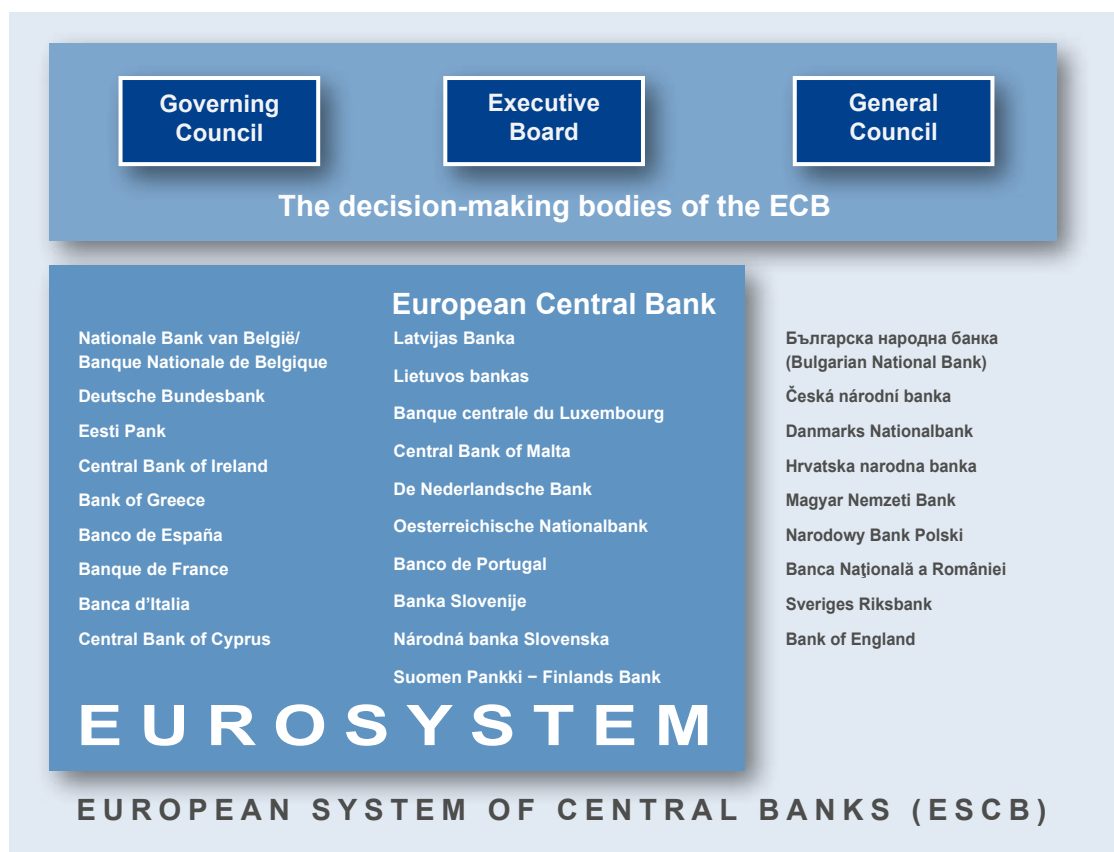 Governing
Council
Executive
Board
General
Council
The decision-making bodies of the ECB
European Central Bank
Nationale Bank van België/
Banque Nationale de Belgique
Deutsche Bundesbank
Eesti Pank
Central Bank of Ireland
Bank of Greece
Banco de España
Banque de France
Banca d’Italia
Central Bank of Cyprus
Latvijas Banka
Lietuvos bankas
Banque centrale du Luxembourg
Central Bank of Malta
De Nederlandsche Bank
Oesterreichische Nationalbank
Banco de Portugal
Banka Slovenije
Národná banka Slovenska
Suomen Pankki − Finlands Bank
EUROSYSTEM
Българска народна банка
(Bulgarian National Bank)
Česká národní banka
Danmarks Nationalbank
Hrvatska narodna banka
Magyar Nemzeti Bank
Narodowy Bank Polski
Banca Naţională a României
Sveriges Riksbank
Bank of England
EUROPEAN SYSTEM OF CENTRAL BANKS (ESCB)